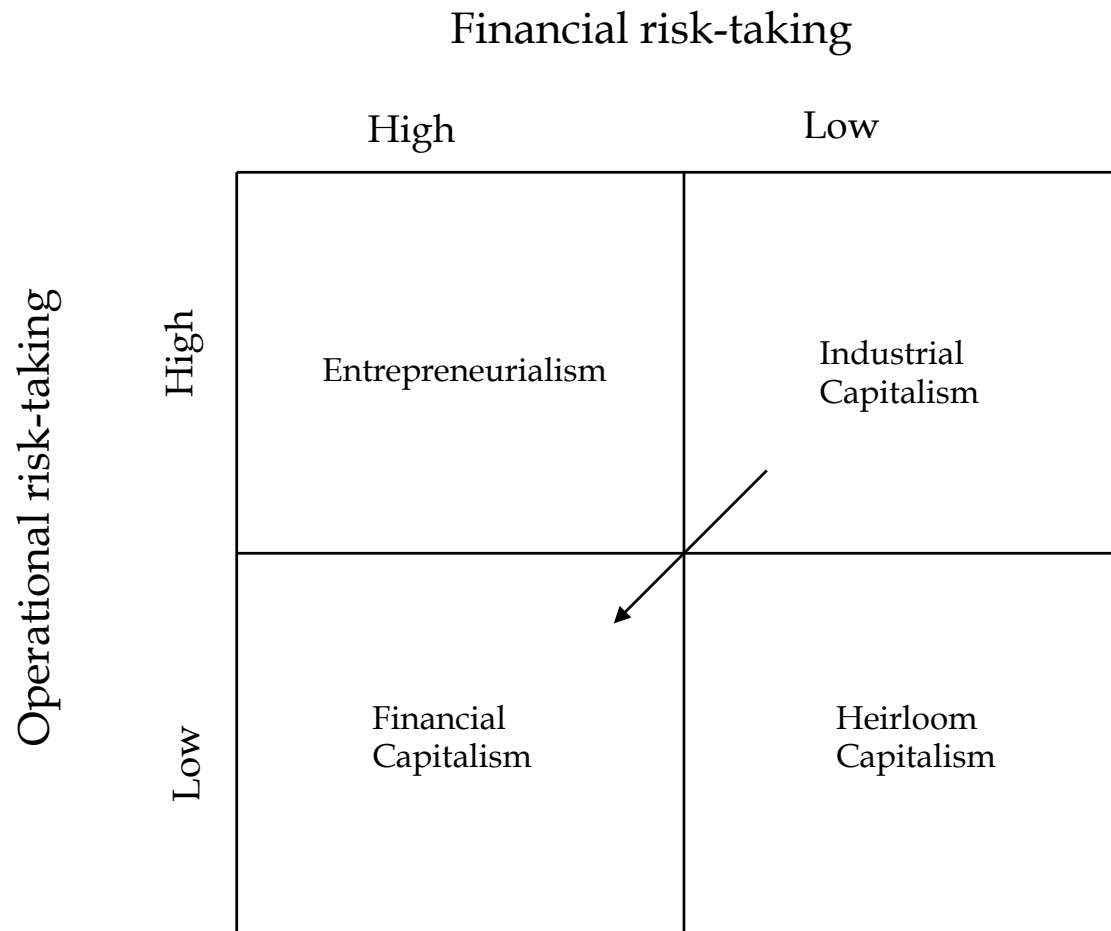 Financial risk-taking
High
Low
Operational risk-taking
High
Entrepreneurialism
Industrial
Capitalism
Low
Financial
Capitalism
Heirloom
Capitalism